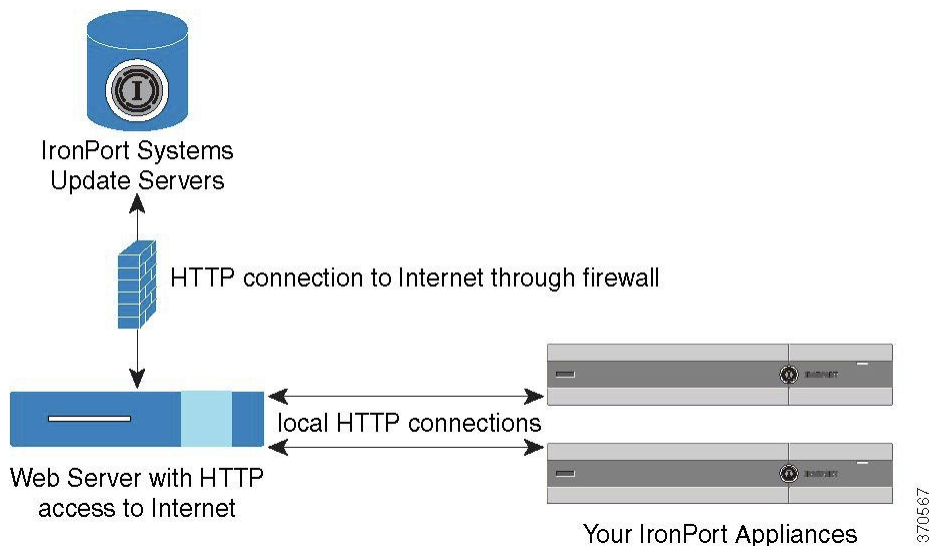 IronPort Systems
Update Servers
HTTP connection to Internet through firewall
local HTTP connections
Web Server with HTTP
access to Internet
Your IronPort Appliances
370567